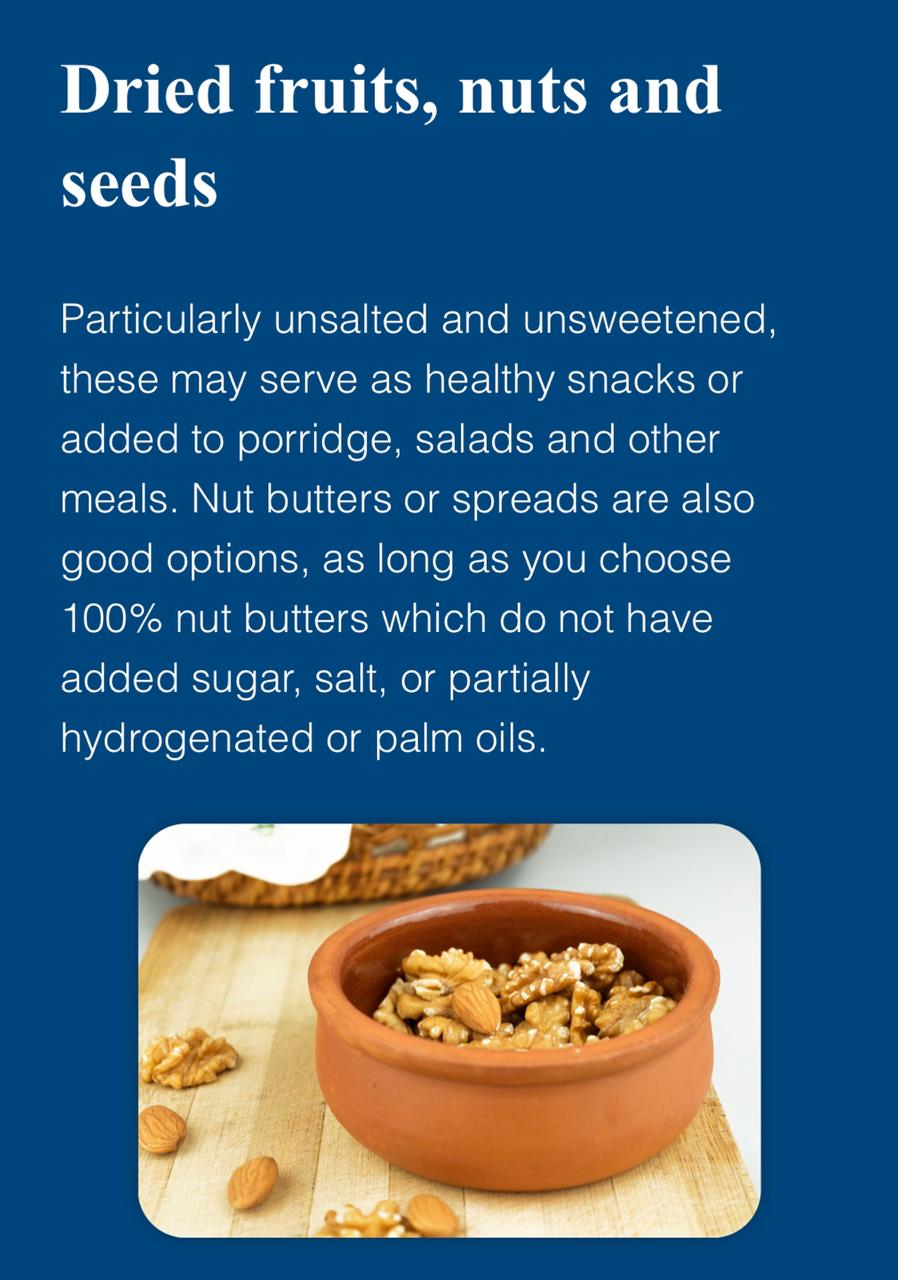 Dried fruits, nuts and
seeds
Particularly unsalted and unsweetened,
these may serve as healthy snacks or
added to porridge, salads and other
meals. Nut butters or spreads are also
good options, as long as you choose
100% nut butters which do not have
added sugar, salt, or partially
hydrogenated or palm oils.